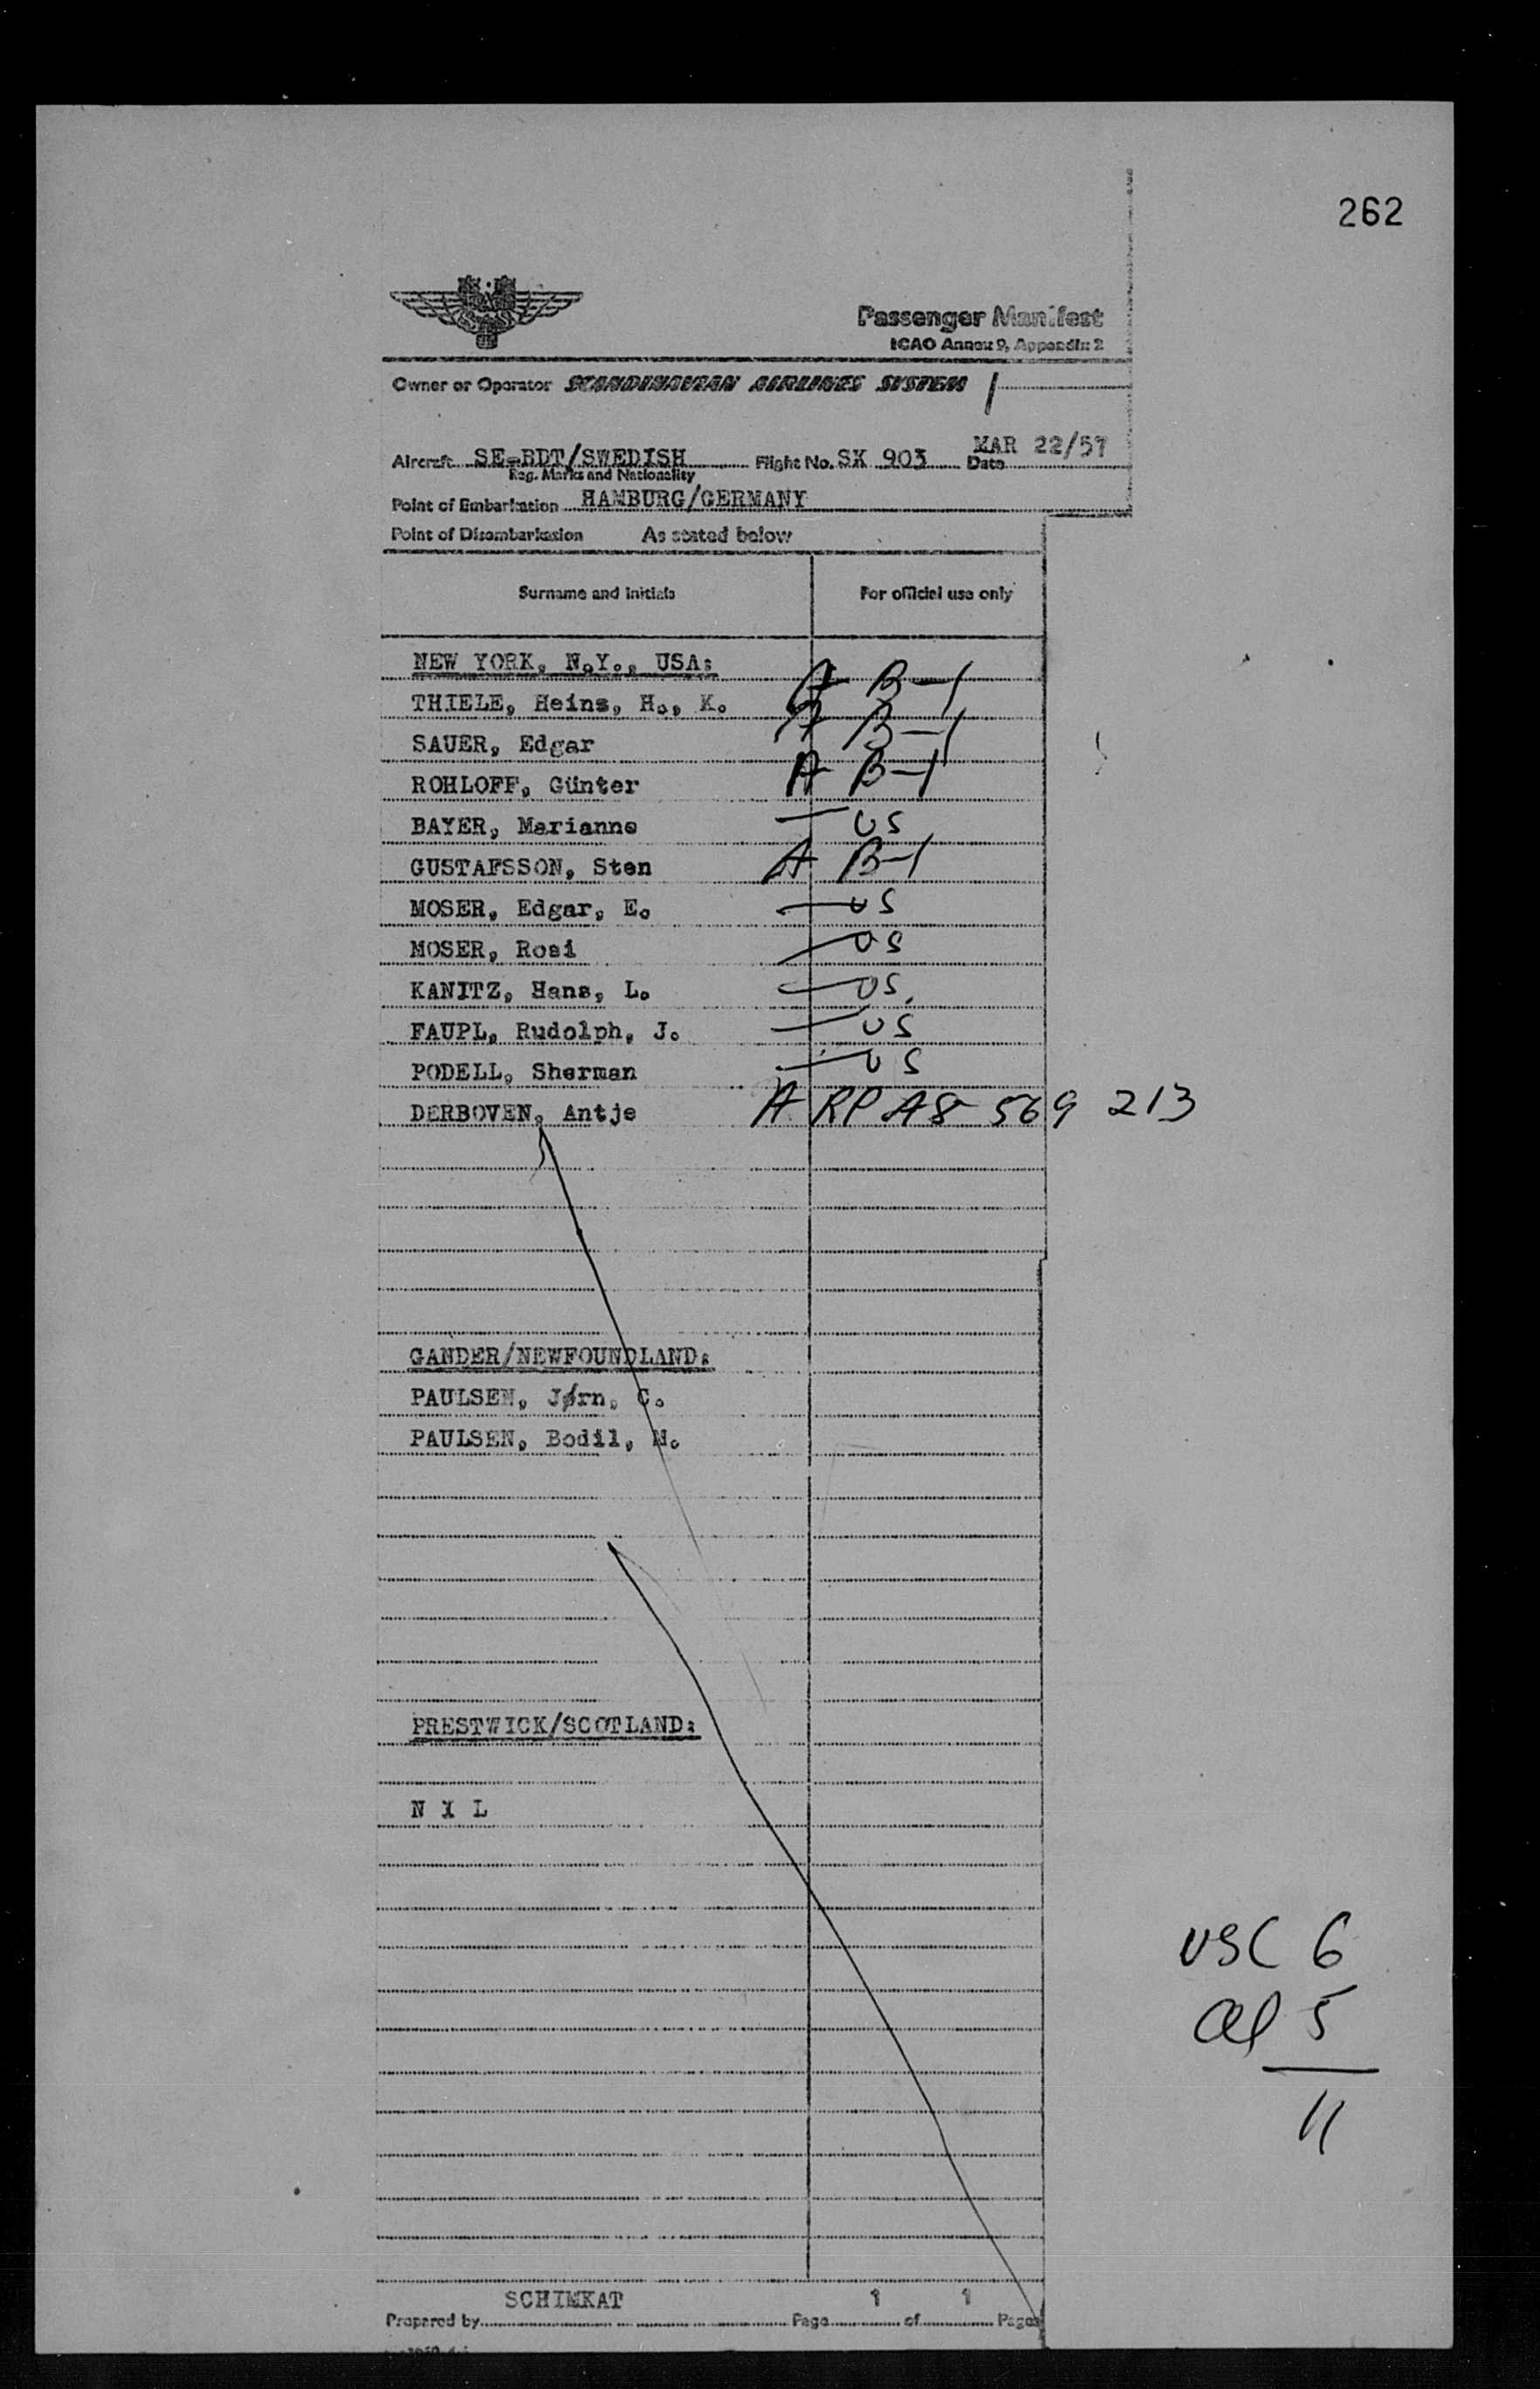 262
Passenger Manifest
ICAO Annex 9, Appendix 2
Owner or Operator SCANDINAVIAN AIRLINES SYSTEM
Aircraft SE-BDT/SWEDISH Flight No. SK 903 Date MAR 22/57
Reg. Marks and Nationality
Point of Embarkation HAMBURG/GERMANY
Point of Disembarkation As stated below
Surname and initials For official use only
NEW YORK, N.Y., USA:
THIELE, Heinz, H., K. A B-1
SAUER, Edgar A B-1
ROHLOFF, Günter A B-1
BAYER, Marianne — US
GUSTAFSSON, Sten A B-1
MOSER, Edgar, E. — US
MOSER, Rosi — US
KANITZ, Hans, L. — US.
FAUPL, Rudolph, J. — US
PODELL, Sherman — US
DERBOVEN, Antje A RP A8 569 213
GANDER/NEWFOUNDLAND:
PAULSEN, Jørn, C.
PAULSEN, Bodil, M.
PRESTWICK/SCOTLAND:
N I L
USC 6
Al 5
11
SCHIMKAT
Prepared by Page 1 of 1 Pages